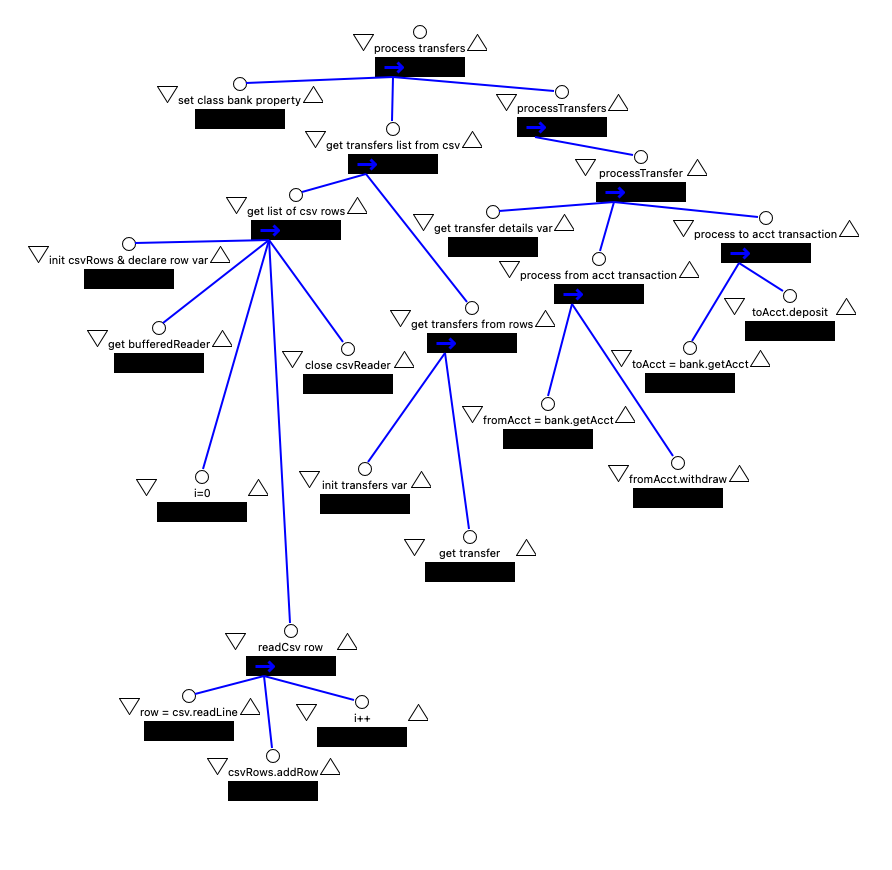 process transfers
set class bank property
processTransfers
get transfers list from csv
processTransfer
get list of csv rows
get transfer details var
process to acct transaction
init csvRows & declare row var
process from acct transaction
toAcct.deposit
get transfers from rows
get bufferedReader
close csvReader
toAcct = bank.getAcct
fromAcct = bank.getAcct
fromAcct.withdraw
init transfers var
i=0
get transfer
readCsv row
row = csv.readLine
i++
csvRows.addRow